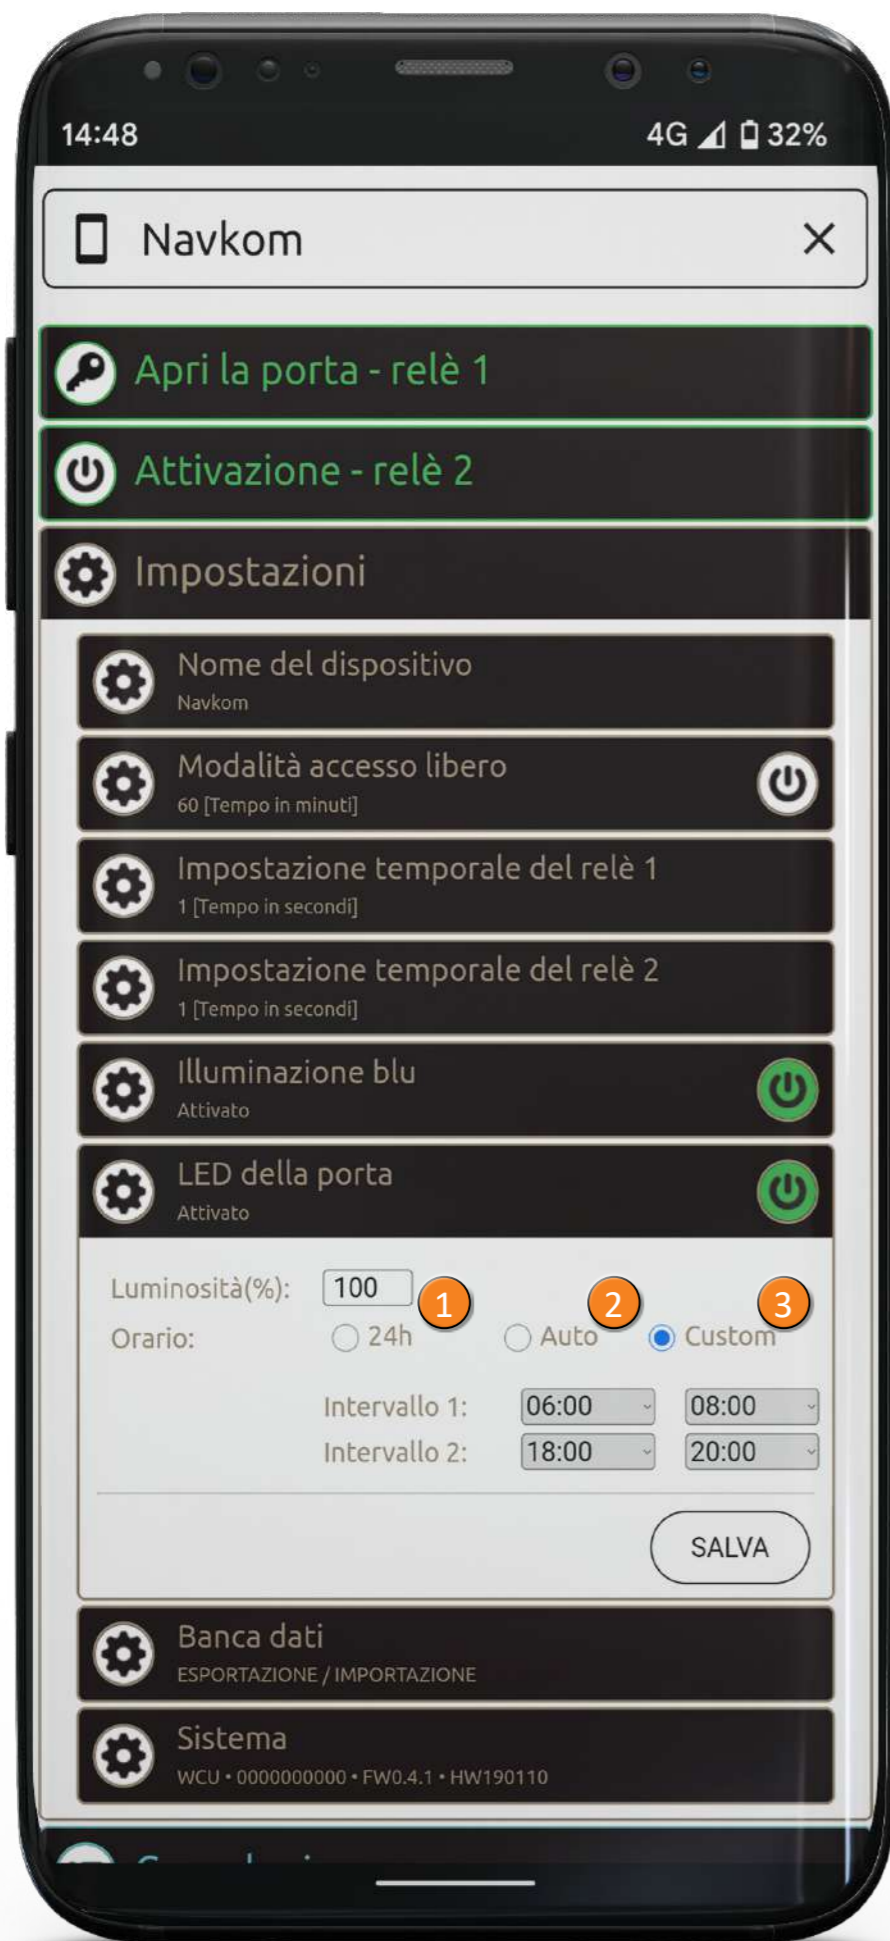 14:48 4G 32%
Navkom
Apri la porta - relè 1
Attivazione - relè 2
Impostazioni
Nome del dispositivo
Navkom
Modalità accesso libero
60 [Tempo in minuti]
Impostazione temporale del relè 1
1 [Tempo in secondi]
Impostazione temporale del relè 2
1 [Tempo in secondi]
Illuminazione blu
Attivato
LED della porta
Attivato
Luminosità(%): 100 1 2 3
Orario: 24h Auto Custom
Intervallo 1: 06:00 08:00
Intervallo 2: 18:00 20:00
SALVA
Banca dati
ESPORTAZIONE / IMPORTAZIONE
Sistema
WCU • 0000000000 • FW0.4.1 • HW190110